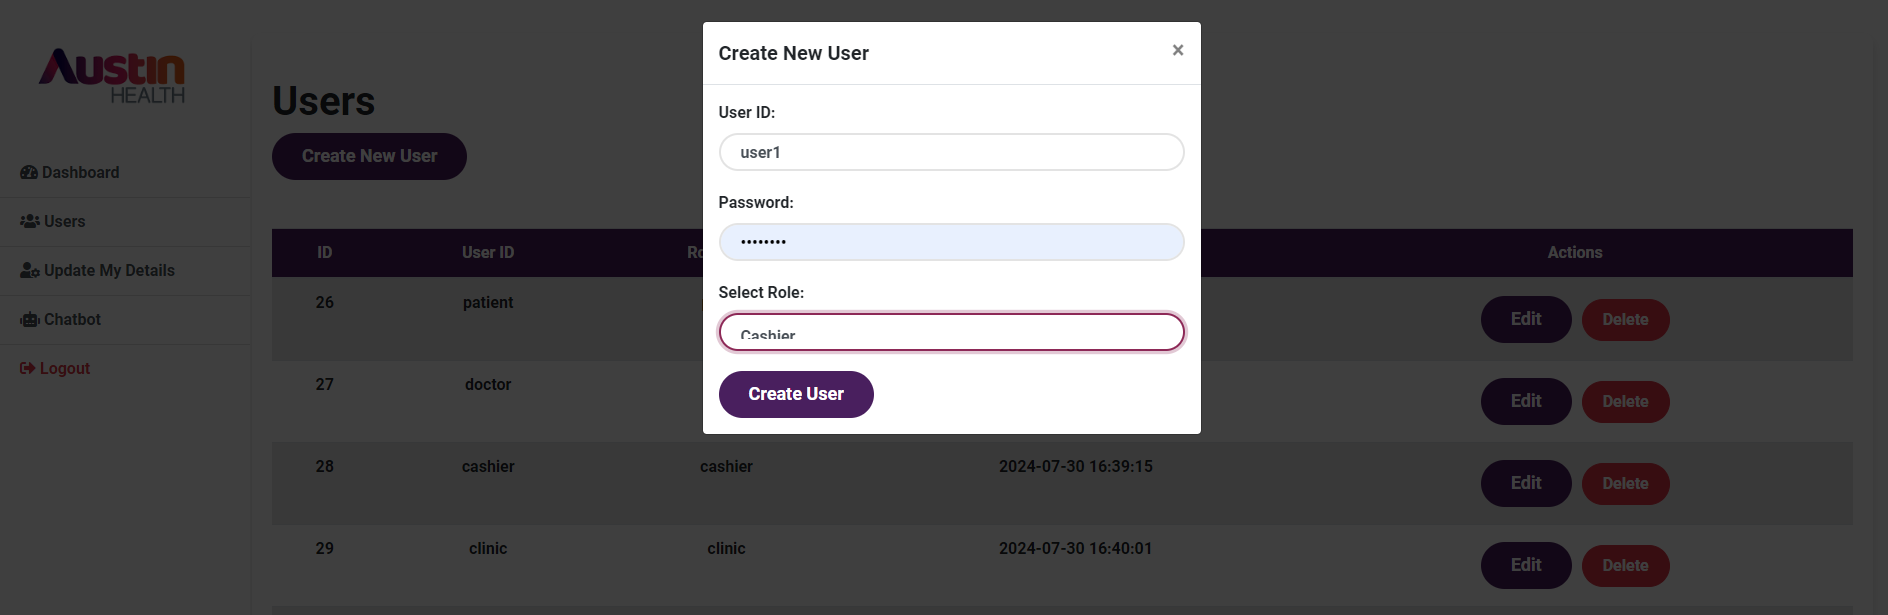 Austin
HEALTH
Dashboard
Users
Update My Details
Chatbot
Logout
Users
Create New User
ID User ID Actions
26 patient Edit Delete
27 doctor Edit Delete
28 cashier cashier 2024-07-30 16:39:15 Edit Delete
29 clinic clinic 2024-07-30 16:40:01 Edit Delete
Create New User ×
User ID:
user1
Password:
••••••••
Select Role:
Cashier
Create User